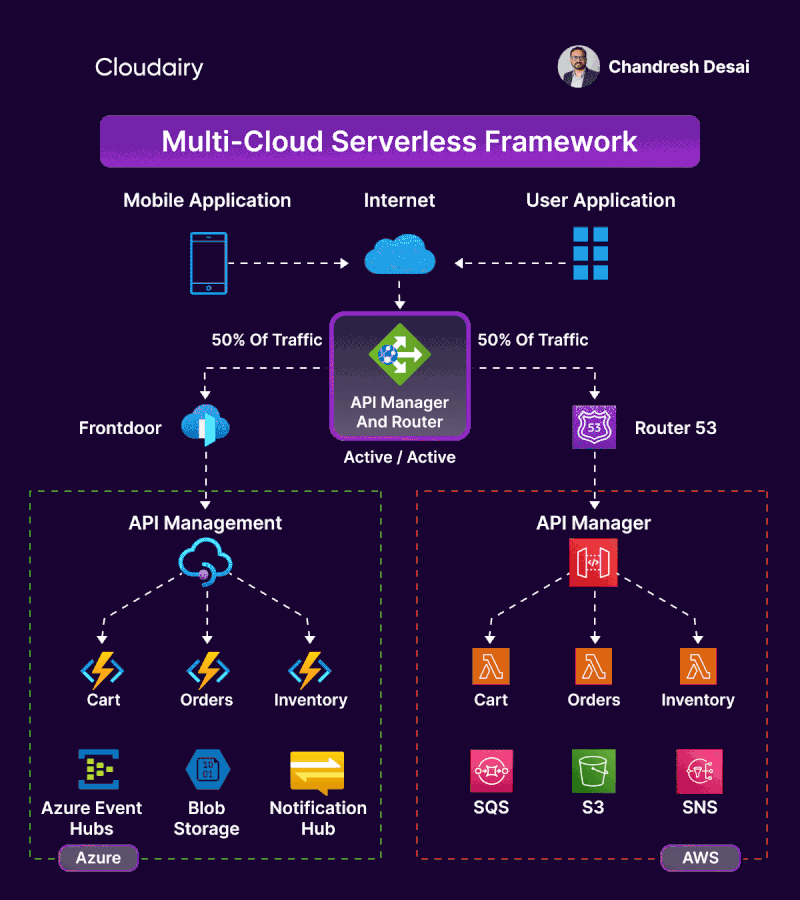 Cloudairy
Chandresh Desai
Multi-Cloud Serverless Framework
Mobile Application
Internet
User Application
50% Of Traffic
50% Of Traffic
API Manager
And Router
Frontdoor
53
Router 53
Active / Active
API Management
API Manager
</>
Cart
Orders
Inventory
Cart
Orders
Inventory
10
01
Azure Event
Hubs
Blob
Storage
Notification
Hub
SQS
S3
SNS
Azure
AWS